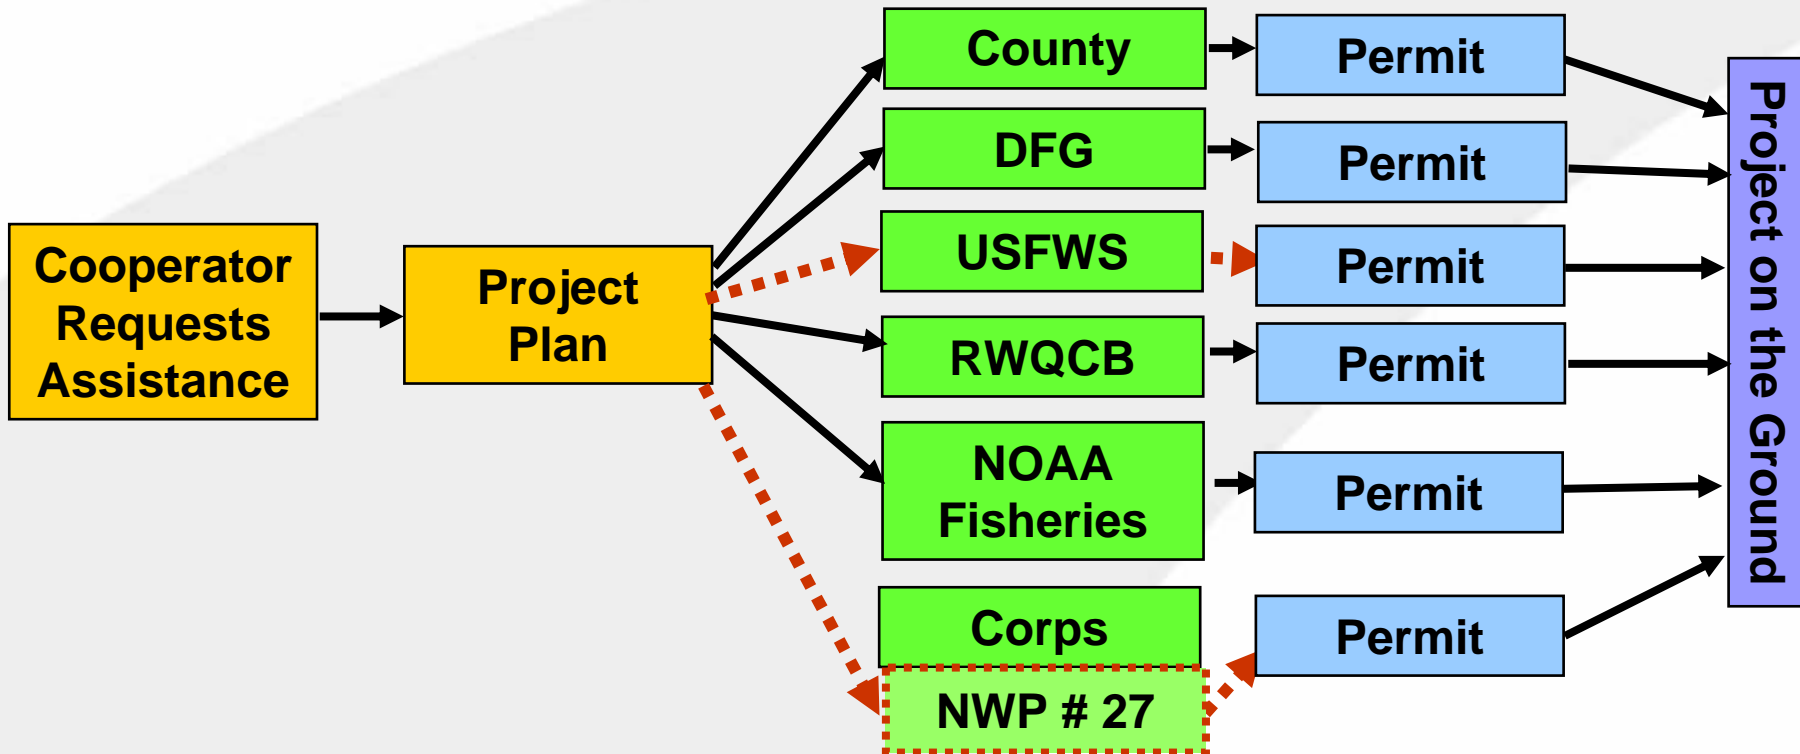 Cooperator
Requests
Assistance
Project
Plan
County
Permit
DFG
Permit
USFWS
Permit
RWQCB
Permit
NOAA
Fisheries
Permit
Corps
Permit
NWP # 27
Project on the Ground